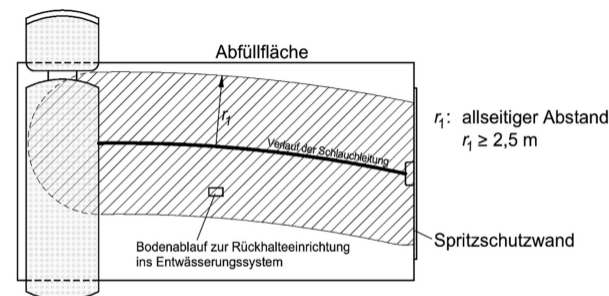 Abfüllfläche
r₁
r₁: allseitiger Abstand
r₁ ≥ 2,5 m
Verlauf der Schlauchleitung
Spritzschutzwand
Bodenablauf zur Rückhalteeinrichtung
ins Entwässerungssystem